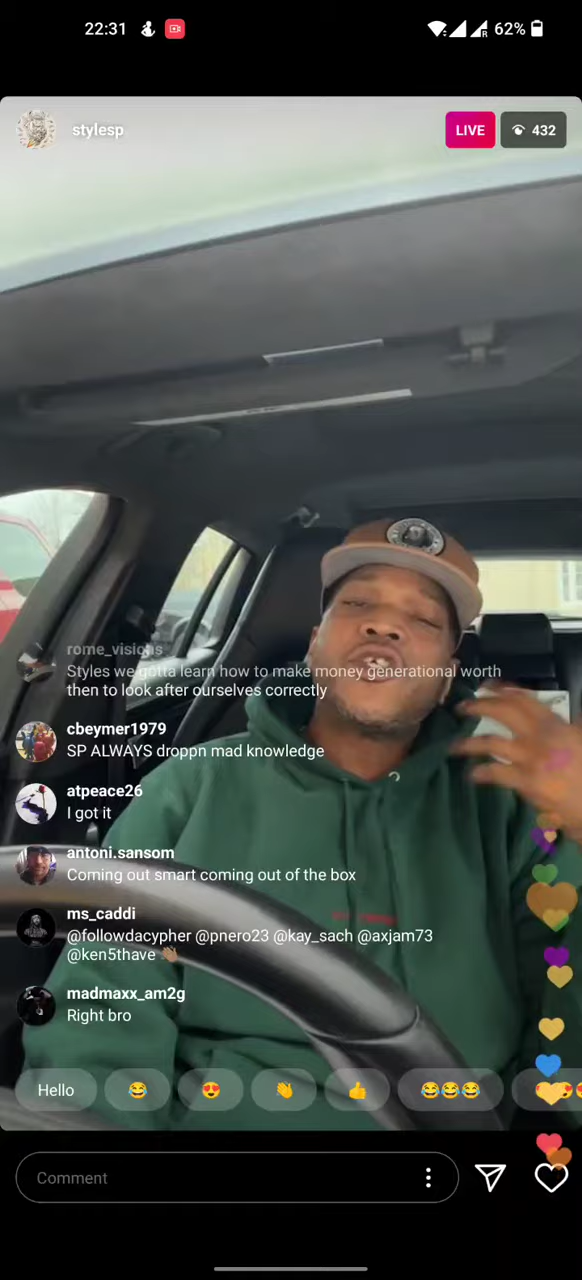 22:31
62%
stylesp
LIVE
432
rome_visions
Styles we gotta learn how to make money generational worth
then to look after ourselves correctly
cbeymer1979
SP ALWAYS droppn mad knowledge
atpeace26
I got it
antoni.sansom
Coming out smart coming out of the box
ms_caddi
@followdacypher @pnero23 @kay_sach @axjam73
@ken5thave 👏🏽
madmaxx_am2g
Right bro
Hello 😂 😍 👏 👍 😂😂😂
Comment